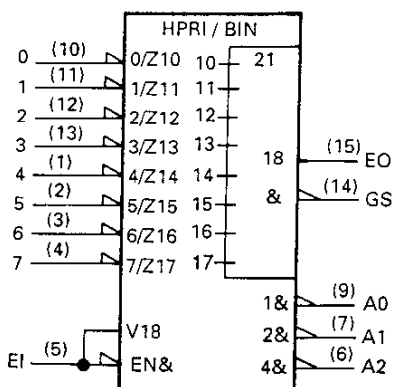 HPRI / BIN
0 (10) 0/Z10 10 21
1 (11) 1/Z11 11
2 (12) 2/Z12 12
3 (13) 3/Z13 13
4 (1) 4/Z14 14 18 (15) EO
5 (2) 5/Z15 15 & (14) GS
6 (3) 6/Z16 16
7 (4) 7/Z17 17
1& (9) A0
V18 2& (7) A1
EI (5) EN& 4& (6) A2